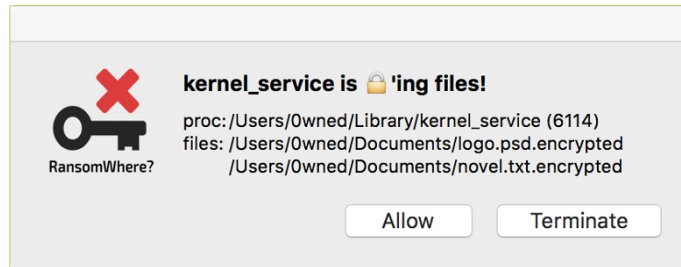 kernel_service is 🔒'ing files!
proc: /Users/0wned/Library/kernel_service (6114)
files: /Users/0wned/Documents/logo.psd.encrypted
/Users/0wned/Documents/novel.txt.encrypted
RansomWhere?
Allow
Terminate